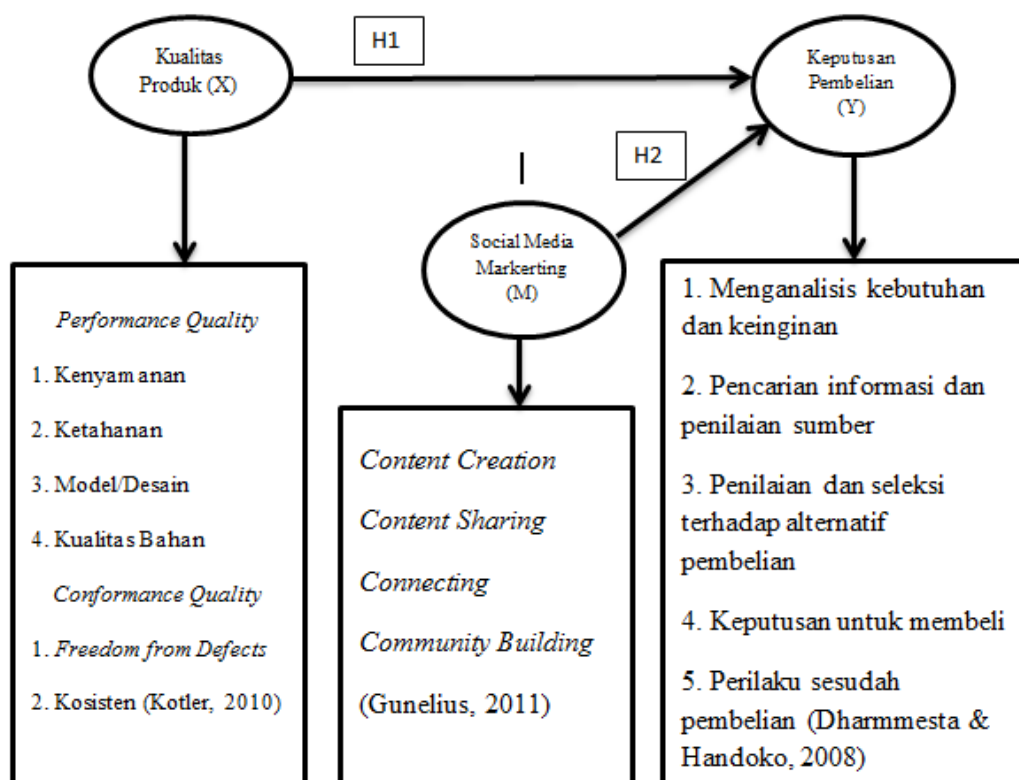 H1
Kualitas
Produk (X)
Keputusan
Pembelian
(Y)
H2
Social Media
Markerting
(M)
Performance Quality
1. Kenyamanan
2. Ketahanan
3. Model/Desain
4. Kualitas Bahan
Conformance Quality
1. Freedom from Defects
2. Kosisten (Kotler, 2010)
Content Creation
Content Sharing
Connecting
Community Building
(Gunelius, 2011)
1. Menganalisis kebutuhan
dan keinginan
2. Pencarian informasi dan
penilaian sumber
3. Penilaian dan seleksi
terhadap alternatif
pembelian
4. Keputusan untuk membeli
5. Perilaku sesudah
pembelian (Dharmmesta &
Handoko, 2008)